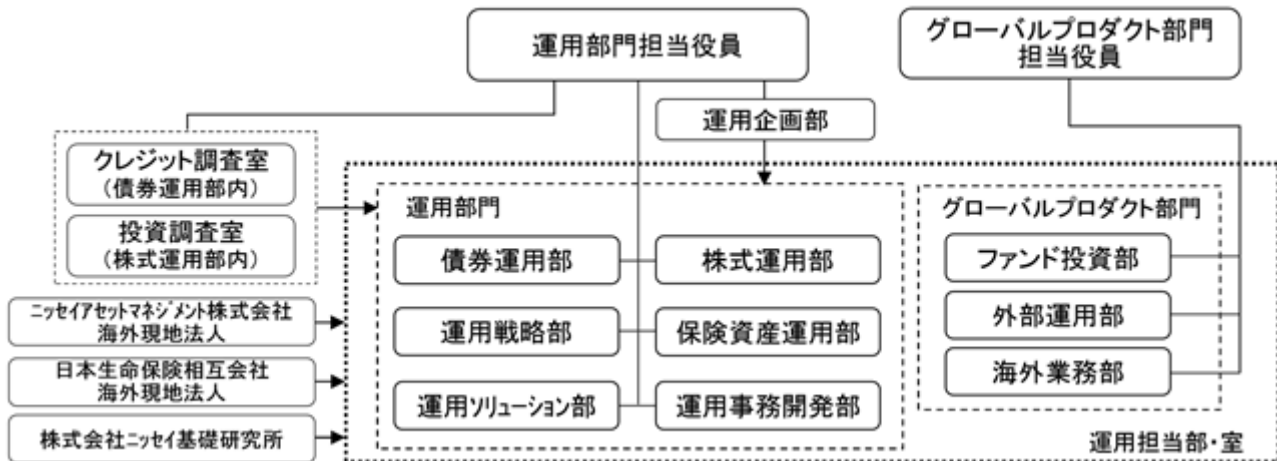 運用部門担当役員
グローバルプロダクト部門
担当役員
運用企画部
クレジット調査室
(債券運用部内)
投資調査室
(株式運用部内)
運用部門
債券運用部
株式運用部
運用戦略部
保険資産運用部
運用ソリューション部
運用事務開発部
グローバルプロダクト部門
ファンド投資部
外部運用部
海外業務部
ニッセイアセットマネジメント株式会社
海外現地法人
日本生命保険相互会社
海外現地法人
株式会社ニッセイ基礎研究所
運用担当部・室